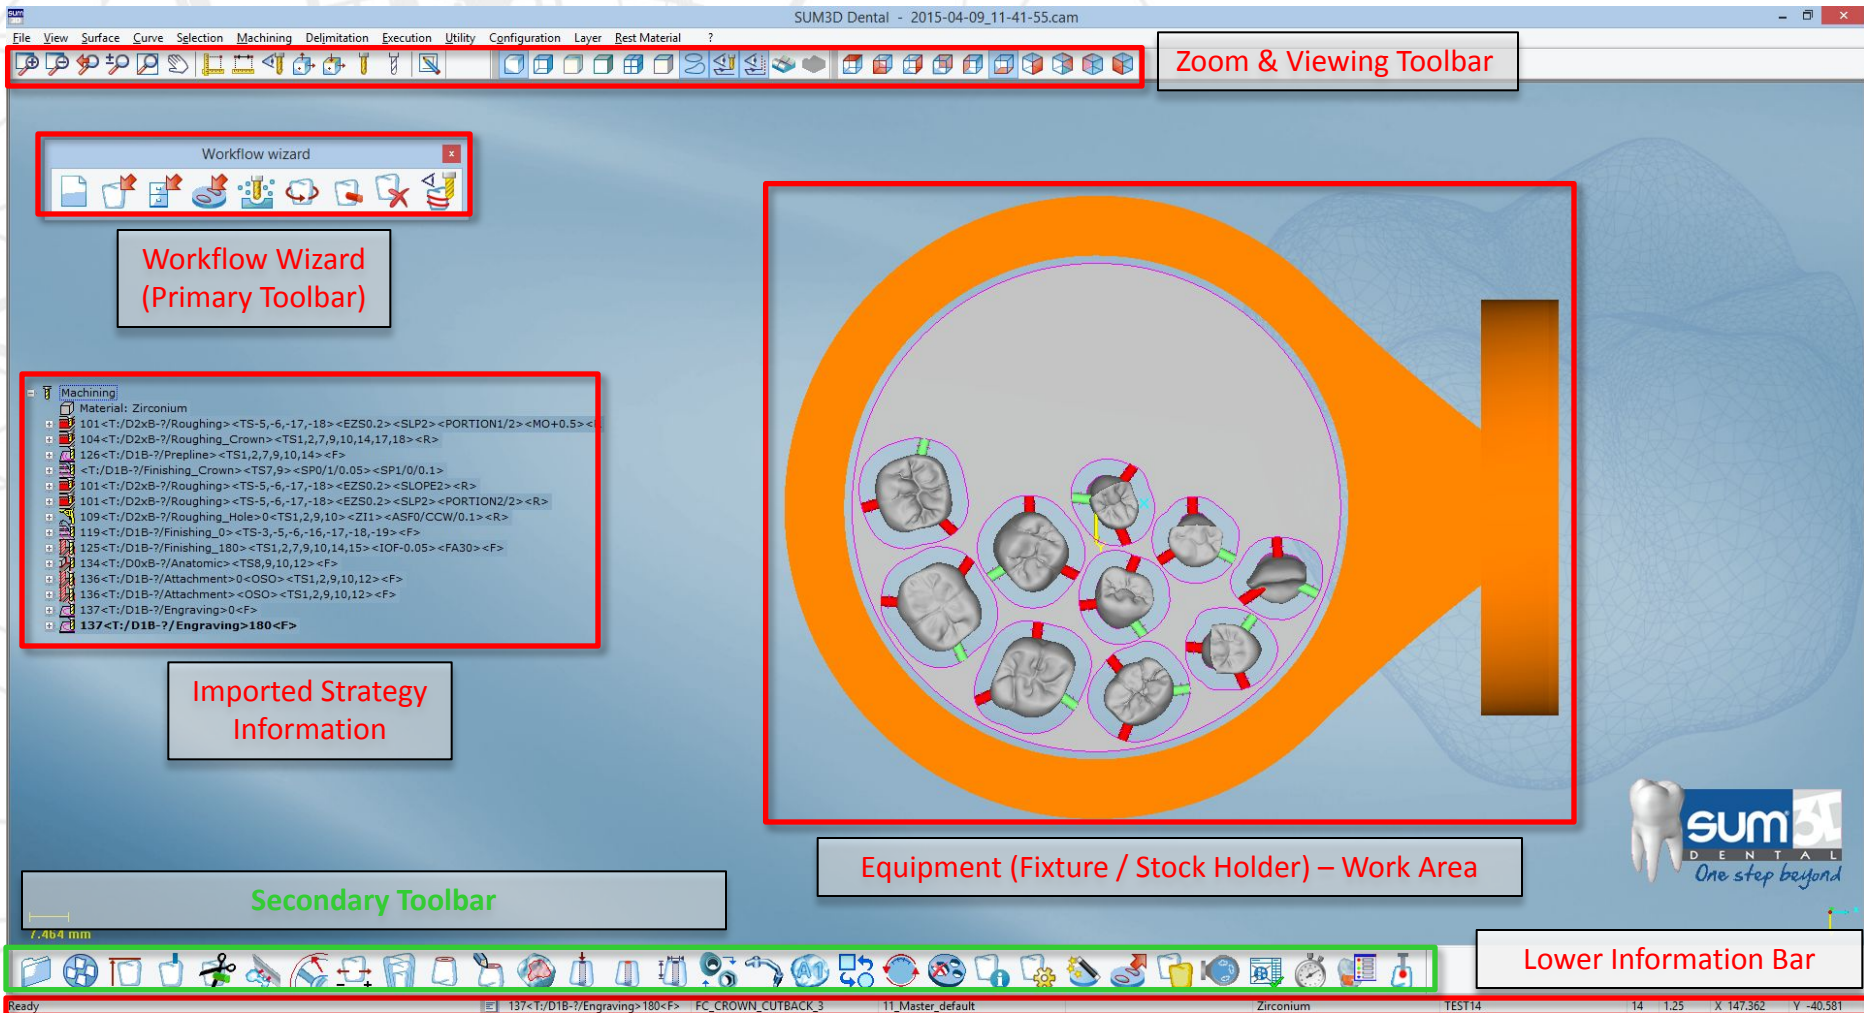 SUM3D Dental - 2015-04-09_11-41-55.cam
File View Surface Curve Selection Machining Delimitation Execution Utility Configuration Layer Rest Material ?
Zoom & Viewing Toolbar
Workflow wizard
Workflow Wizard
(Primary Toolbar)
Machining
Material: Zirconium
101<T:/D2xB-?/Roughing><TS-5,-6,-17,-18><EZS0.2><SLP2><PORTION1/2><MO+0.5><R
104<T:/D2xB-?/Roughing_Crown><TS1,2,7,9,10,14,17,18><R>
126<T:/D1B-?/Prepline><TS1,2,7,9,10,14><F>
<T:/D1B-?/Finishing_Crown><TS7,9><SP0/1/0.05><SP1/0/0.1>
101<T:/D2xB-?/Roughing><TS-5,-6,-17,-18><EZS0.2><SLOPE2><R>
101<T:/D2xB-?/Roughing><TS-5,-6,-17,-18><EZS0.2><SLP2><PORTION2/2><R>
109<T:/D2xB-?/Roughing_Hole>0<TS1,2,9,10><ZI1><ASF0/CCW/0.1><R>
119<T:/D1B-?/Finishing_0><TS-3,-5,-6,-16,-17,-18,-19><F>
125<T:/D1B-?/Finishing_180><TS1,2,7,9,10,14,15><IOF-0.05><FA30><F>
134<T:/D0xB-?/Anatomic><TS8,9,10,12><F>
136<T:/D1B-?/Attachment>0<OSO><TS1,2,9,10,12><F>
136<T:/D1B-?/Attachment><OSO><TS1,2,9,10,12><F>
137<T:/D1B-?/Engraving>0<F>
137<T:/D1B-?/Engraving>180<F>
Imported Strategy
Information
Equipment (Fixture / Stock Holder) – Work Area
sum3D
DENTAL
One step beyond
Secondary Toolbar
7.464 mm
A1
Lower Information Bar
Ready 137<T:/D1B-?/Engraving>180<F> FC_CROWN_CUTBACK_3 11_Master_default Zirconium TEST14 14 1.25 X 147.362 Y -40.581